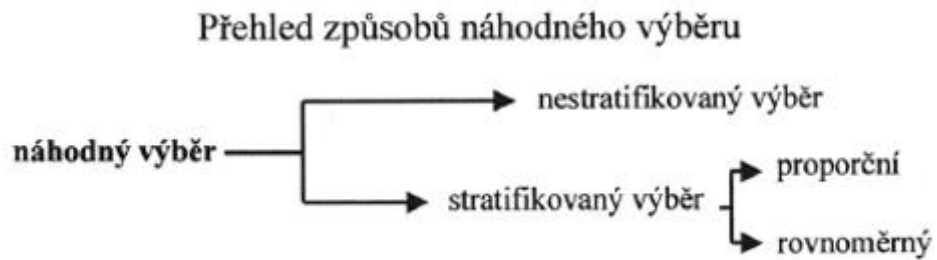 Přehled způsobů náhodného výběru
nestratifikovaný výběr
náhodný výběr
proporční
stratifikovaný výběr
rovnoměrný